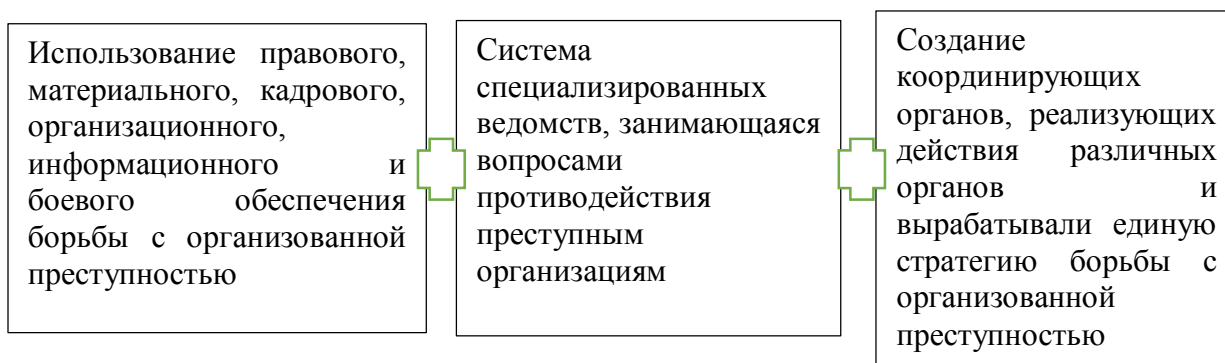 Использование правового,
материального, кадрового,
организационного,
информационного и
боевого обеспечения
борьбы с организованной
преступностью
Система
специализированных
ведомств, занимающаяся
вопросами
противодействия
преступным
организациям
Создание
координирующих
органов, реализующих
действия различных
органов и
вырабатывали единую
стратегию борьбы с
организованной
преступностью